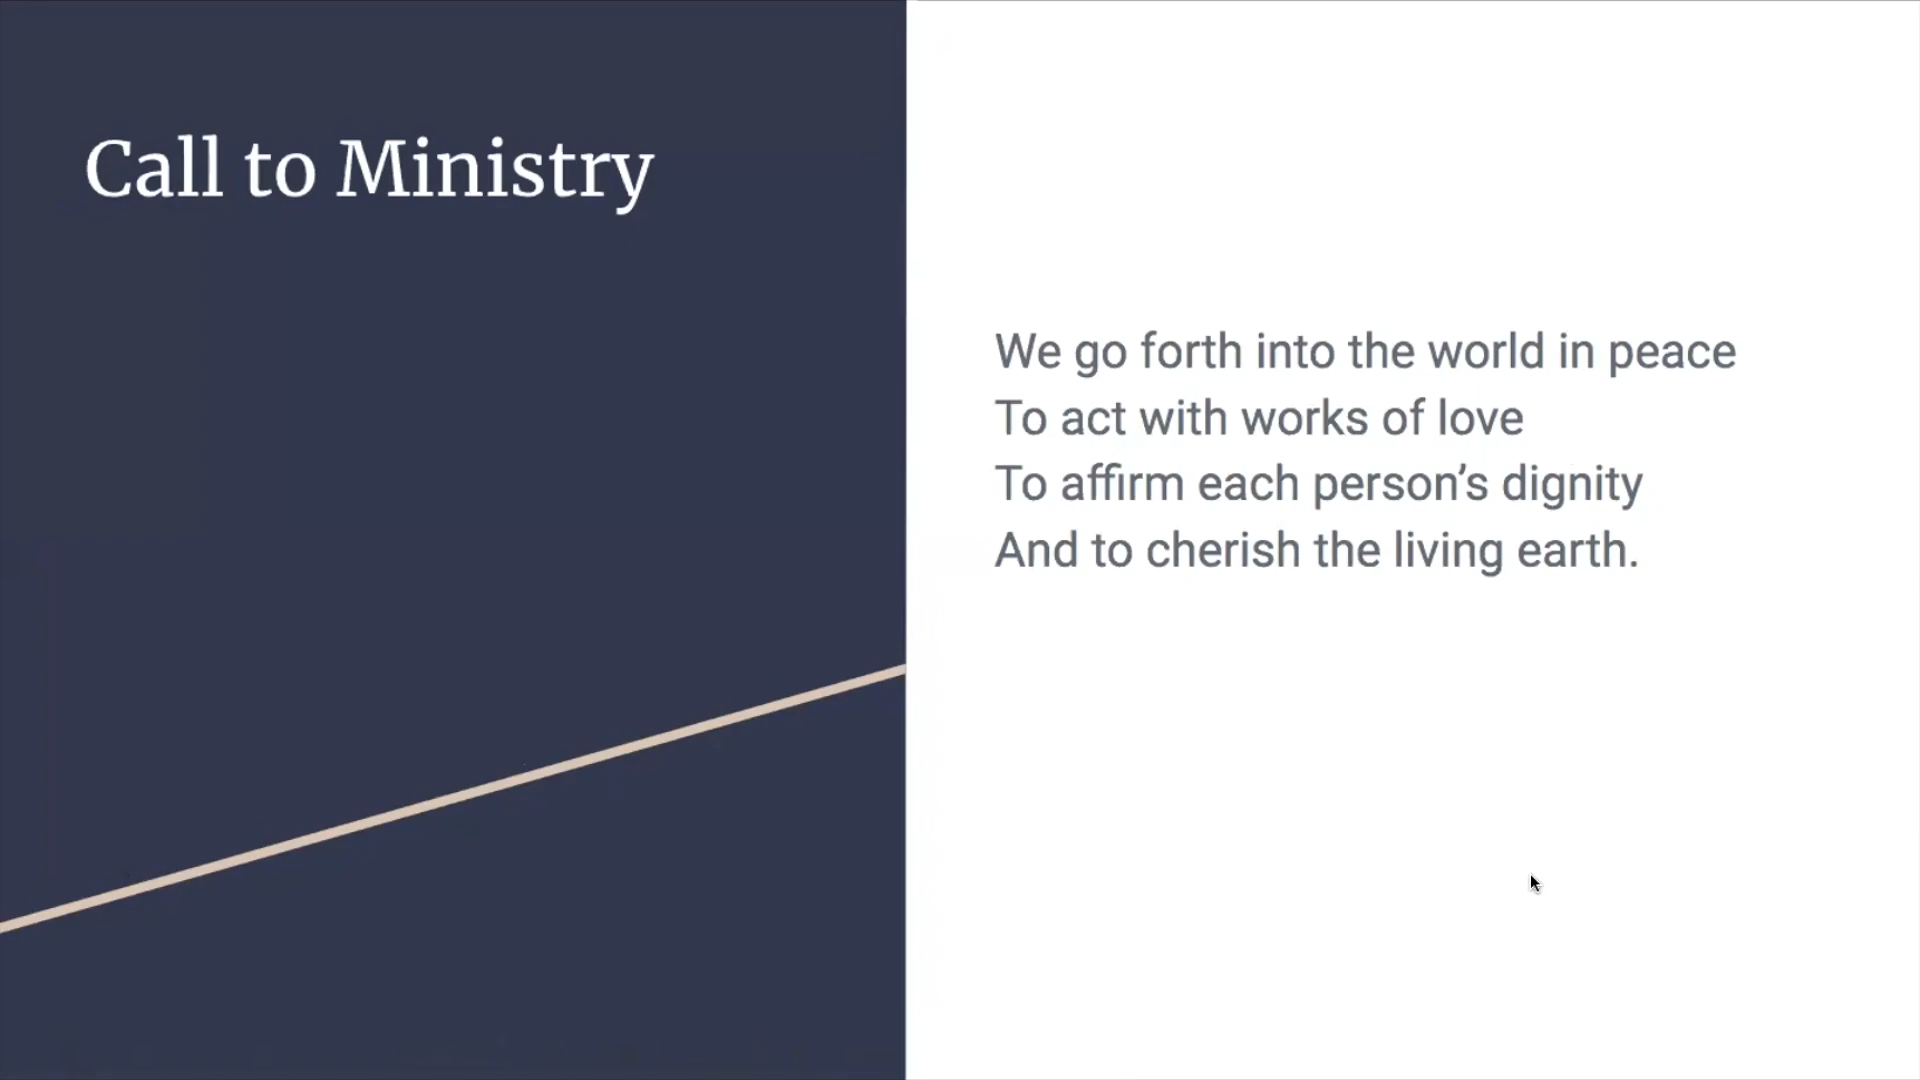 Call to Ministry
We go forth into the world in peace
To act with works of love
To affirm each person’s dignity
And to cherish the living earth.